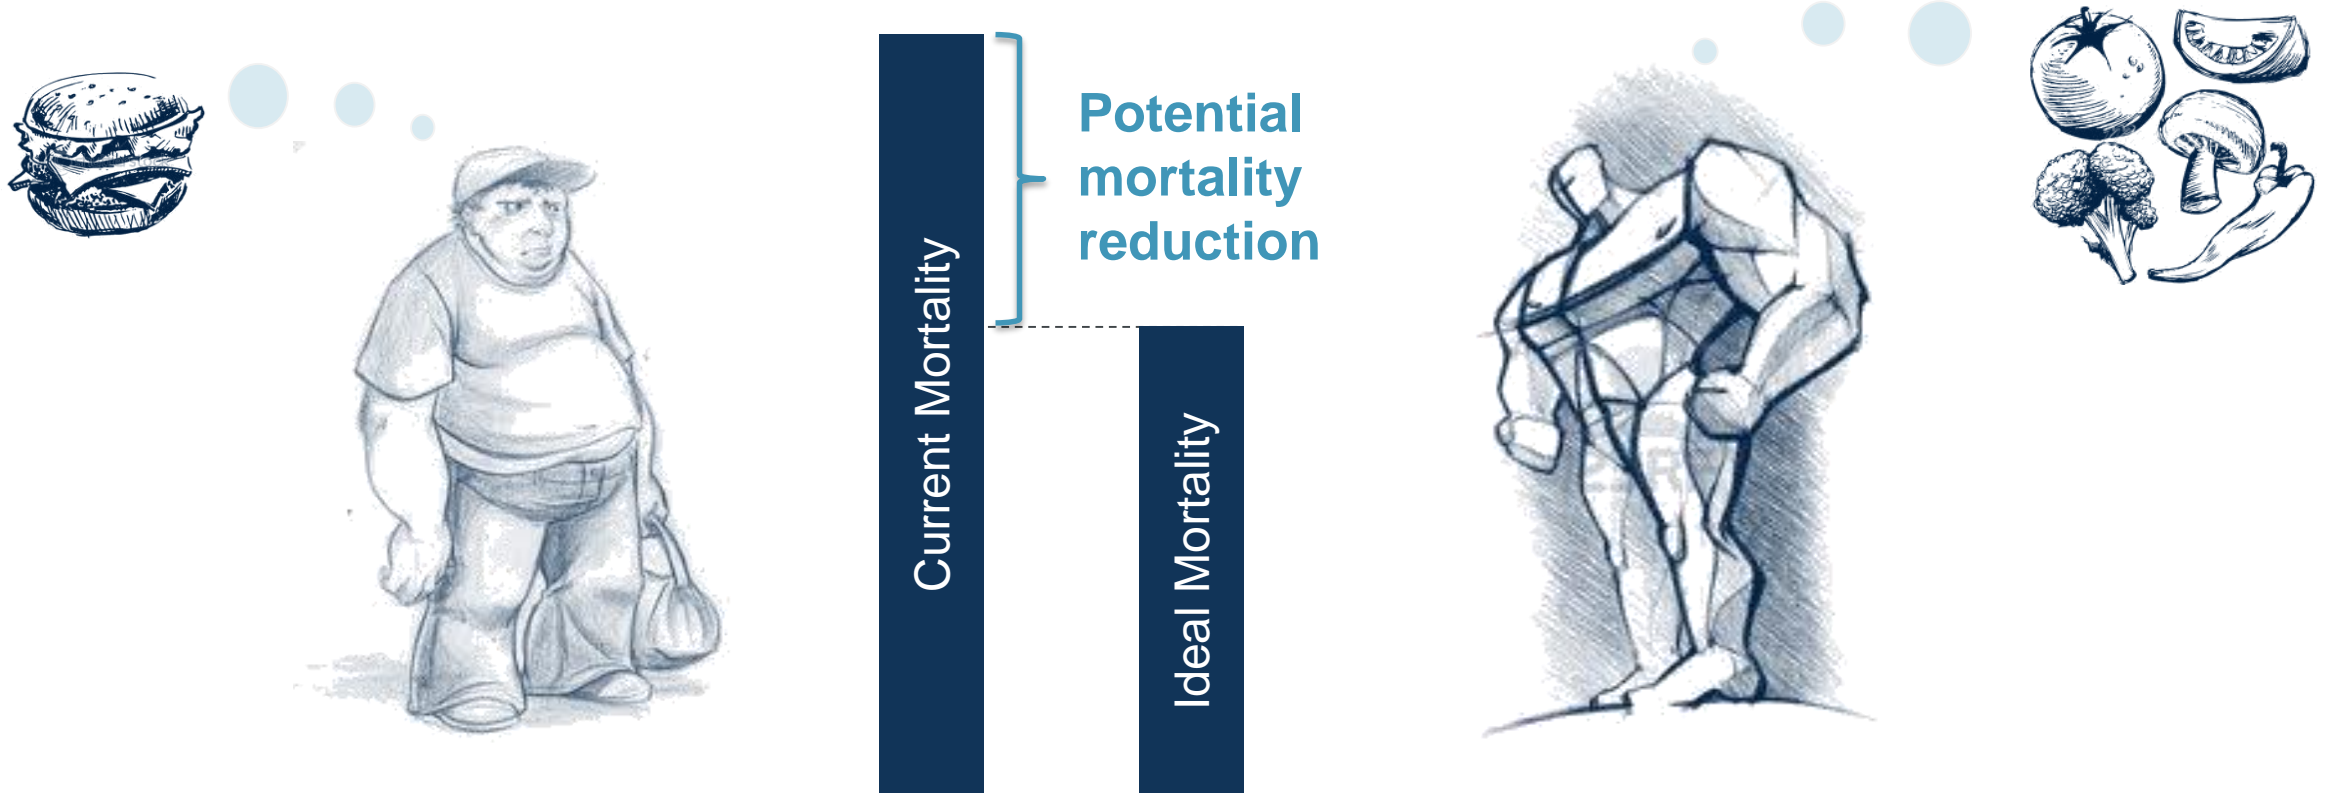 Potential
mortality
reduction
Current Mortality
Ideal Mortality